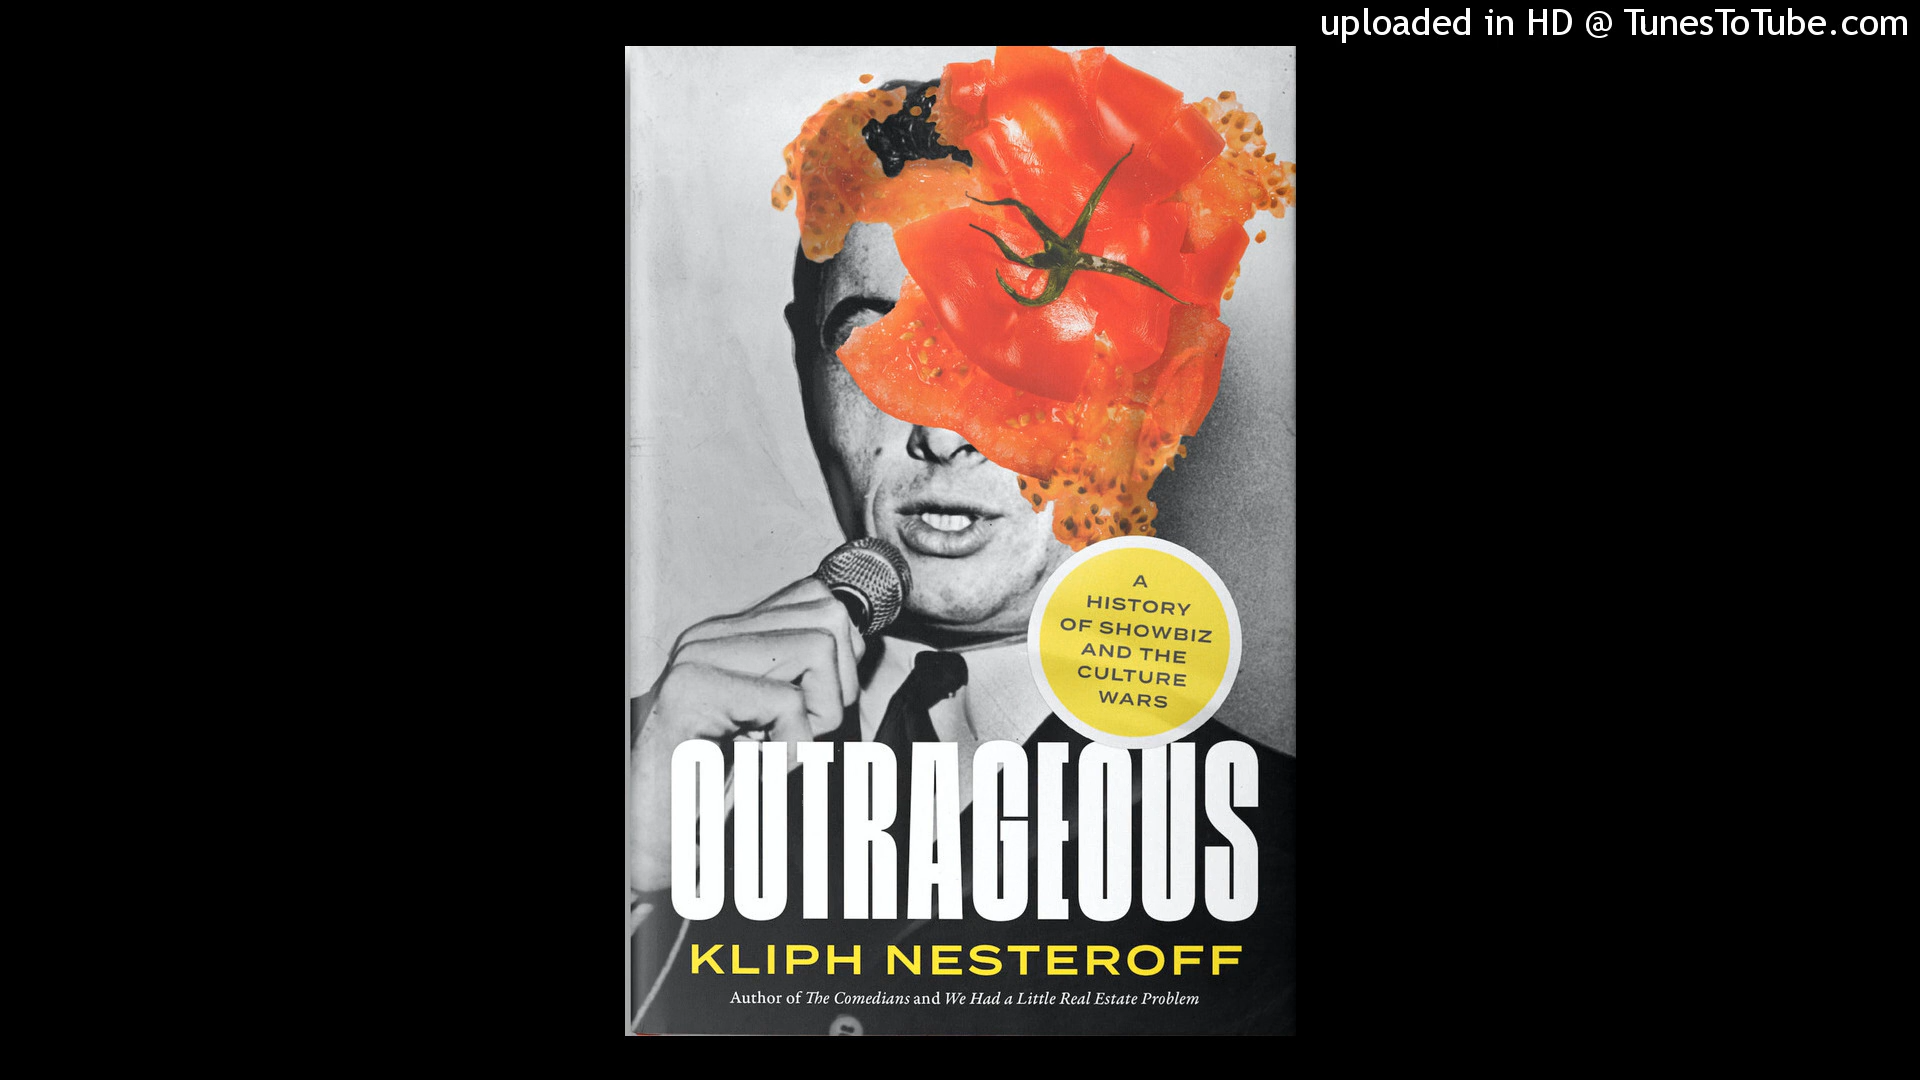 uploaded in HD @ TunesToTube.com
A
HISTORY
OF SHOWBIZ
AND THE
CULTURE
WARS
OUTRAGEOUS
KLIPH NESTEROFF
Author of The Comedians and We Had a Little Real Estate Problem